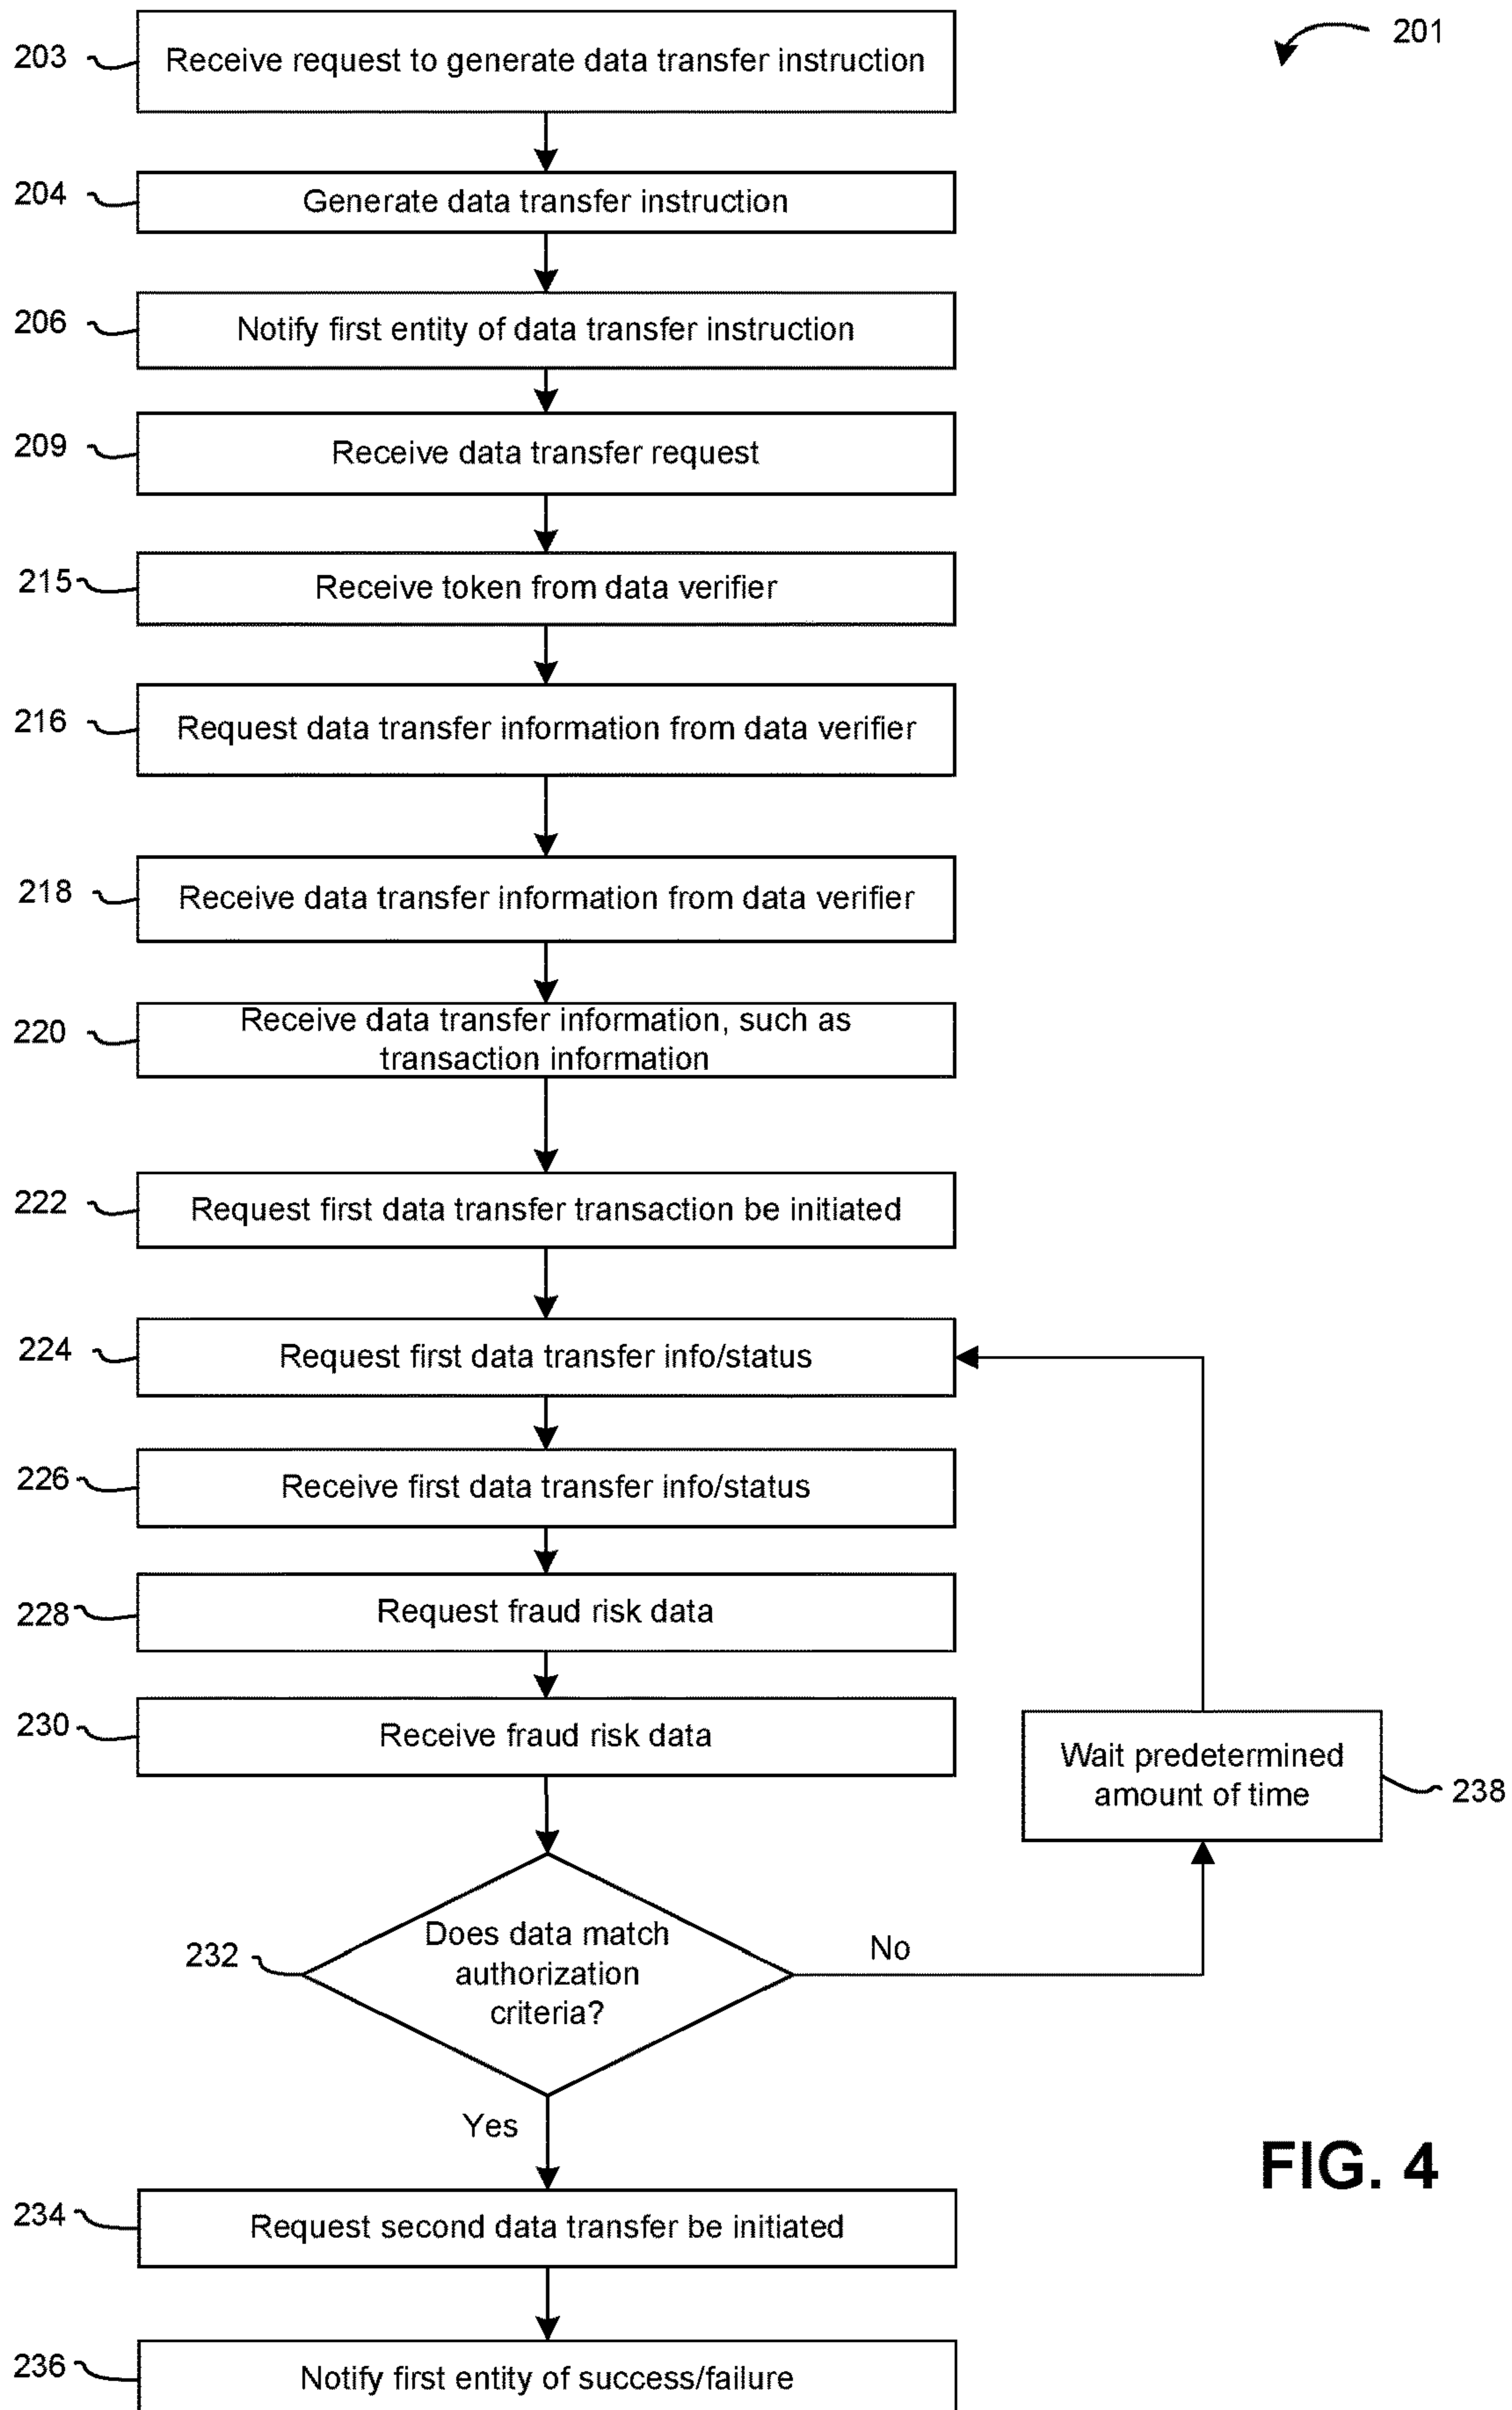 201
203
Receive request to generate data transfer instruction
204
Generate data transfer instruction
206
Notify first entity of data transfer instruction
209
Receive data transfer request
215
Receive token from data verifier
216
Request data transfer information from data verifier
218
Receive data transfer information from data verifier
220
Receive data transfer information, such as
transaction information
222
Request first data transfer transaction be initiated
224
Request first data transfer info/status
226
Receive first data transfer info/status
228
Request fraud risk data
230
Receive fraud risk data
Wait predetermined
amount of time
238
232
Does data match
authorization
criteria?
No
Yes
FIG. 4
234
Request second data transfer be initiated
236
Notify first entity of success/failure